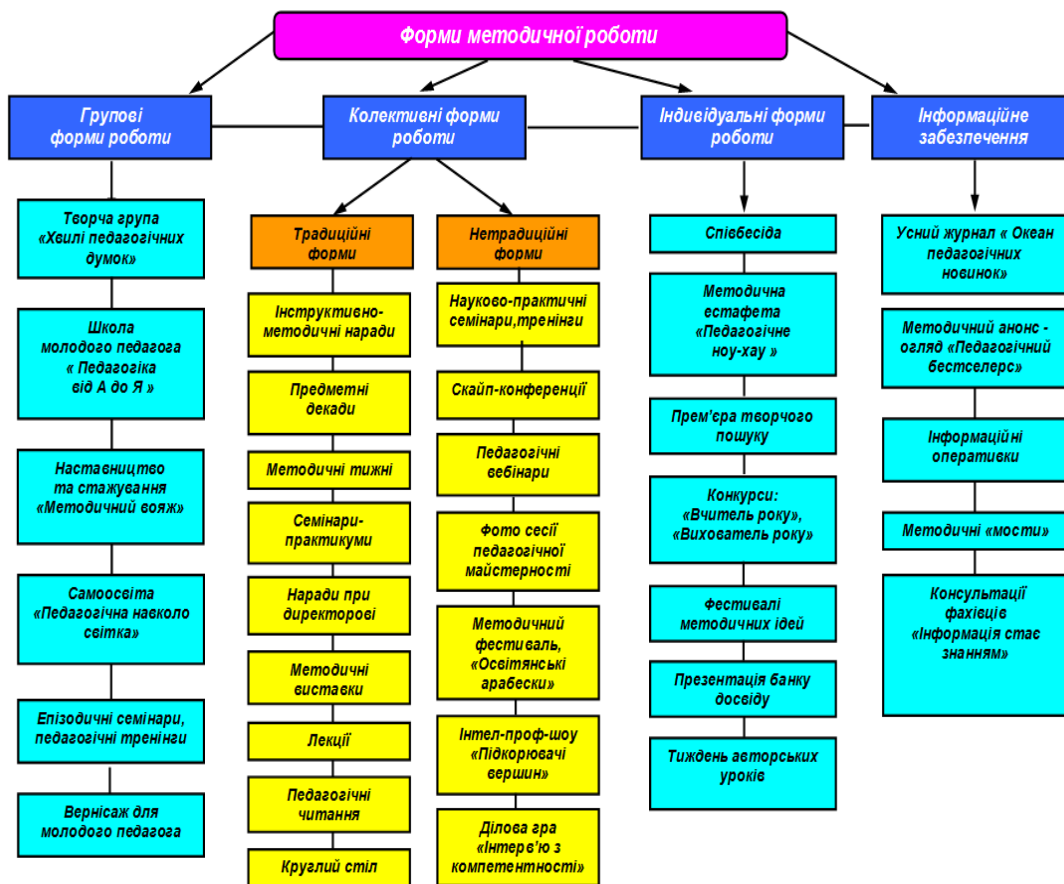 Форми методичної роботи
Групові
форми роботи
Колективні форми
роботи
Індивідуальні форми
роботи
Інформаційне
забезпечення
Творча група
«Хвилі педагогічних
думок»
Школа
молодого педагога
« Педагогіка
від А до Я »
Наставництво
та стажування
«Методичний вояж»
Самоосвіта
«Педагогічна навколо
світка»
Епізодичні семінари,
педагогічні тренінги
Вернісаж для
молодого педагога
Традиційні
форми
Інструктивно-
методичні наради
Предметні
декади
Методичні тижні
Семінари-
практикуми
Наради при
директорові
Методичні
виставки
Лекції
Педагогічні
читання
Круглий стіл
Нетрадиційні
форми
Науково-практичні
семінари,тренінги
Скайп-конференції
Педагогічні
вебінари
Фото сесії
педагогічної
майстерності
Методичний
фестиваль,
«Освітянські
арабески»
Інтел-проф-шоу
«Підкорювачі
вершин»
Ділова гра
«Інтерв’ю з
компетентності»
Співбесіда
Методична
естафета
«Педагогічне
ноу-хау »
Прем’єра творчого
пошуку
Конкурси:
«Вчитель року»,
«Вихователь року»
Фестивалі
методичних ідей
Презентація банку
досвіду
Тиждень авторських
уроків
Усний журнал « Океан
педагогічних
новинок»
Методичний анонс -
огляд «Педагогічний
бестселерс»
Інформаційні
оперативки
Методичні «мости»
Консультації
фахівців
«Інформація стає
знанням»